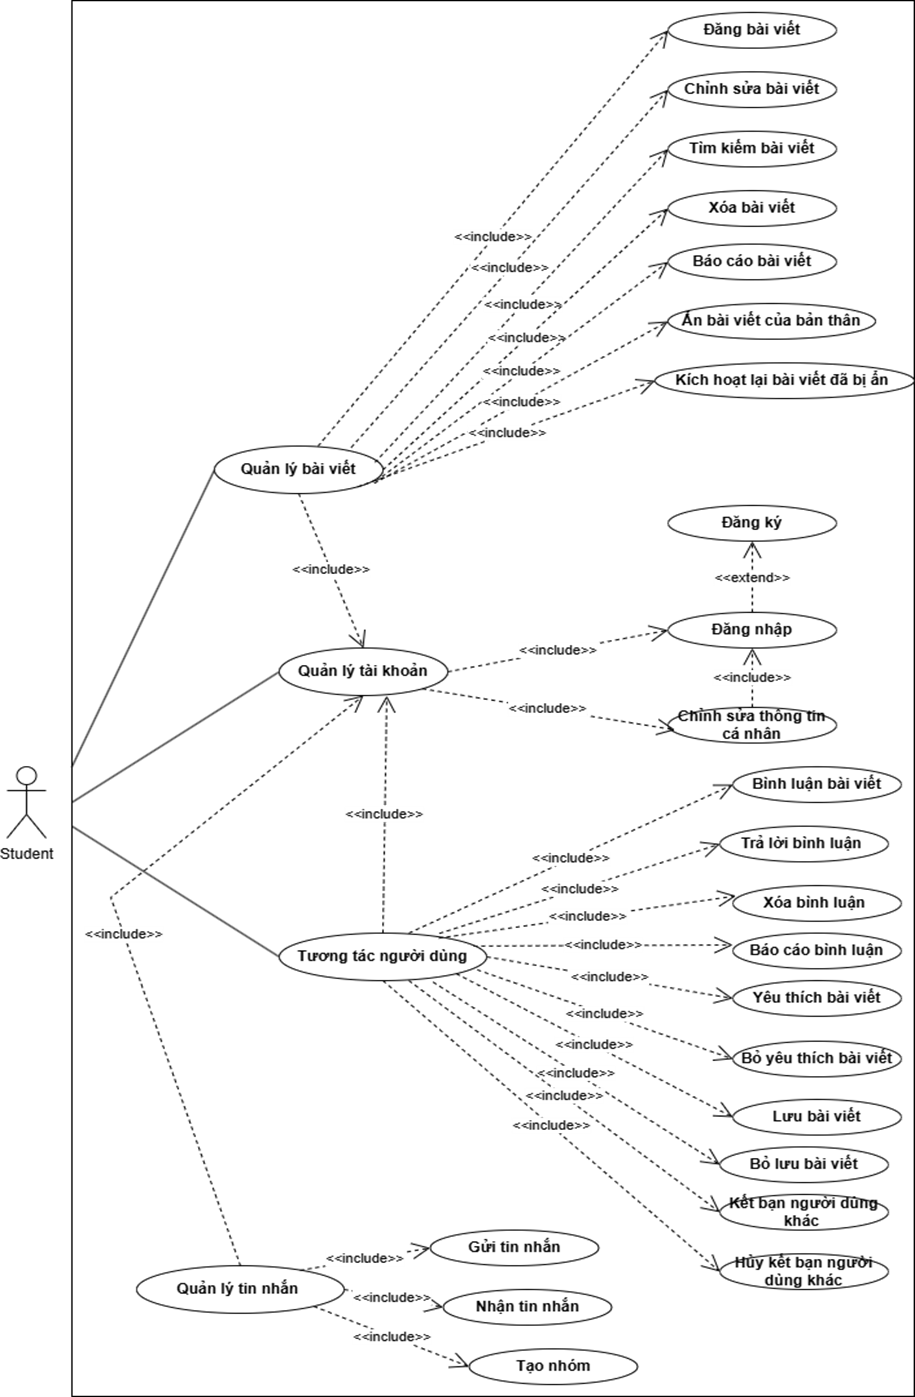 Đăng bài viết
Chỉnh sửa bài viết
Tìm kiếm bài viết
Xóa bài viết
<<include>>
Báo cáo bài viết
<<include>>
<<include>>
Ẩn bài viết của bản thân
<<include>>
<<include>>
Kích hoạt lại bài viết đã bị ẩn
<<include>>
<<include>>
Quản lý bài viết
Đăng ký
<<include>>
<<extend>>
Đăng nhập
<<include>>
Quản lý tài khoản
<<include>>
<<include>>
Chỉnh sửa thông tin
cá nhân
Bình luận bài viết
<<include>>
Student
Trả lời bình luận
<<include>>
<<include>>
Xóa bình luận
<<include>>
<<include>>
<<include>>
Báo cáo bình luận
Tương tác người dùng
<<include>>
Yêu thích bài viết
<<include>>
<<include>>
Bỏ yêu thích bài viết
<<include>>
<<include>>
Lưu bài viết
<<include>>
Bỏ lưu bài viết
Kết bạn người dùng
khác
Gửi tin nhắn
<<include>>
Hủy kết bạn người
dùng khác
Quản lý tin nhắn
<<include>>
Nhận tin nhắn
<<include>>
Tạo nhóm